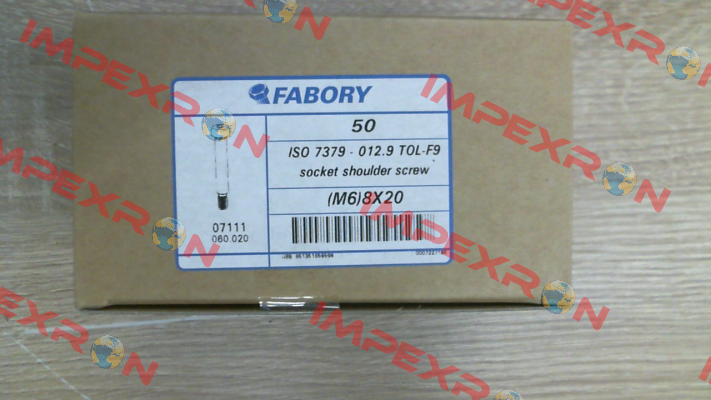 FABORY
50
ISO 7379 - 012.9 TOL-F9
socket shoulder screw
(M6)8X20
07111
060.020
IMPEXRON
IMPEXRON
IMPEXRON
IMPEXRON
IMPEXRON
IMPEXRON